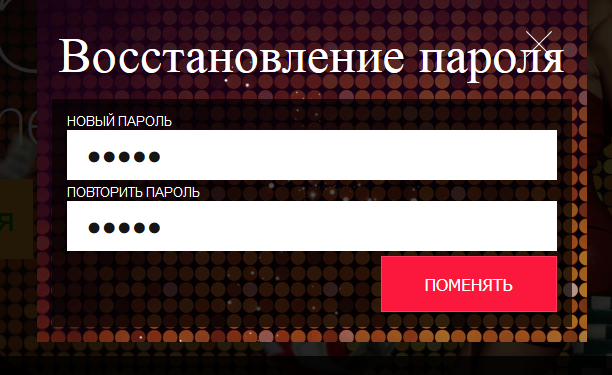 Восстановление пароля
НОВЫЙ ПАРОЛЬ
●●●●●
ПОВТОРИТЬ ПАРОЛЬ
●●●●●
ПОМЕНЯТЬ
Я